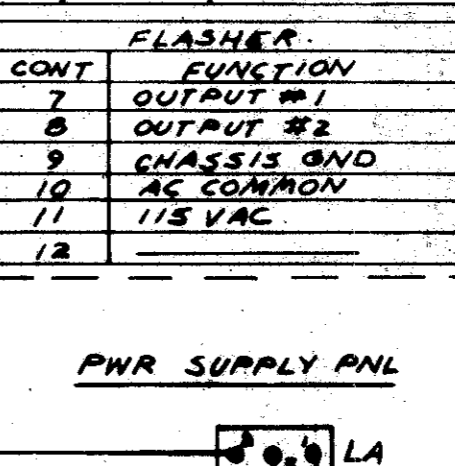 FLASHER.
CONT FUNCTION
7 OUTPUT #1
8 OUTPUT #2
9 CHASSIS GND
10 AC COMMON
11 115 VAC
12
PWR SUPPLY PNL
LA